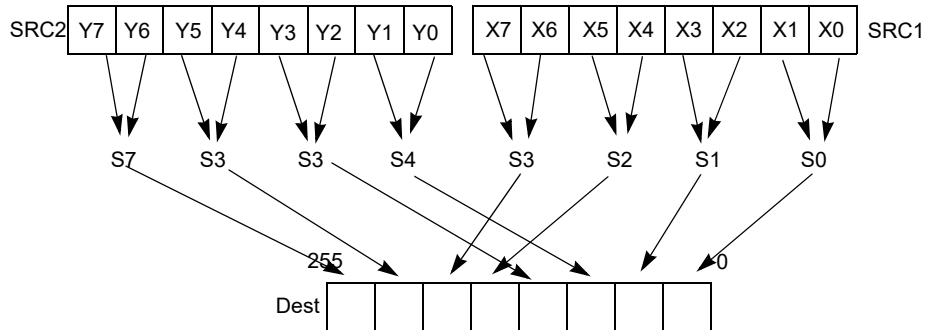 SRC2 Y7 Y6 Y5 Y4 Y3 Y2 Y1 Y0 X7 X6 X5 X4 X3 X2 X1 X0 SRC1
S7 S3 S3 S4 S3 S2 S1 S0
255 0
Dest